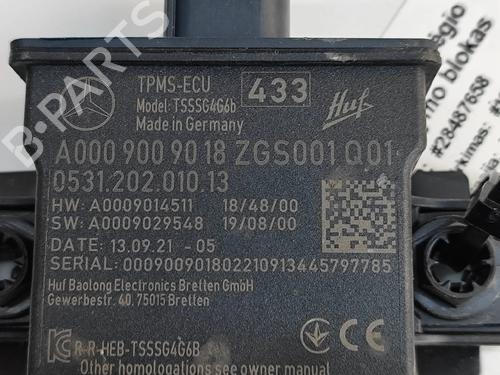 TPMS-ECU
433
Model: TSSSG4G6b
Made in Germany
Huf
A000 900 90 18 ZGS001 Q01
0531.202.010.13
HW: A0009014511 18/48/00
SW: A0009029548 19/08/00
DATE: 13.09.21 - 05
SERIAL: 000900901802210913445797785
Huf Baolong Electronics Bretten GmbH
Gewerbestr. 40, 75015 Bretten
R-R-HEB-TSSSG4G6B
Other homologations see owner manual
B-PARTS
egio
blokas
#28487658